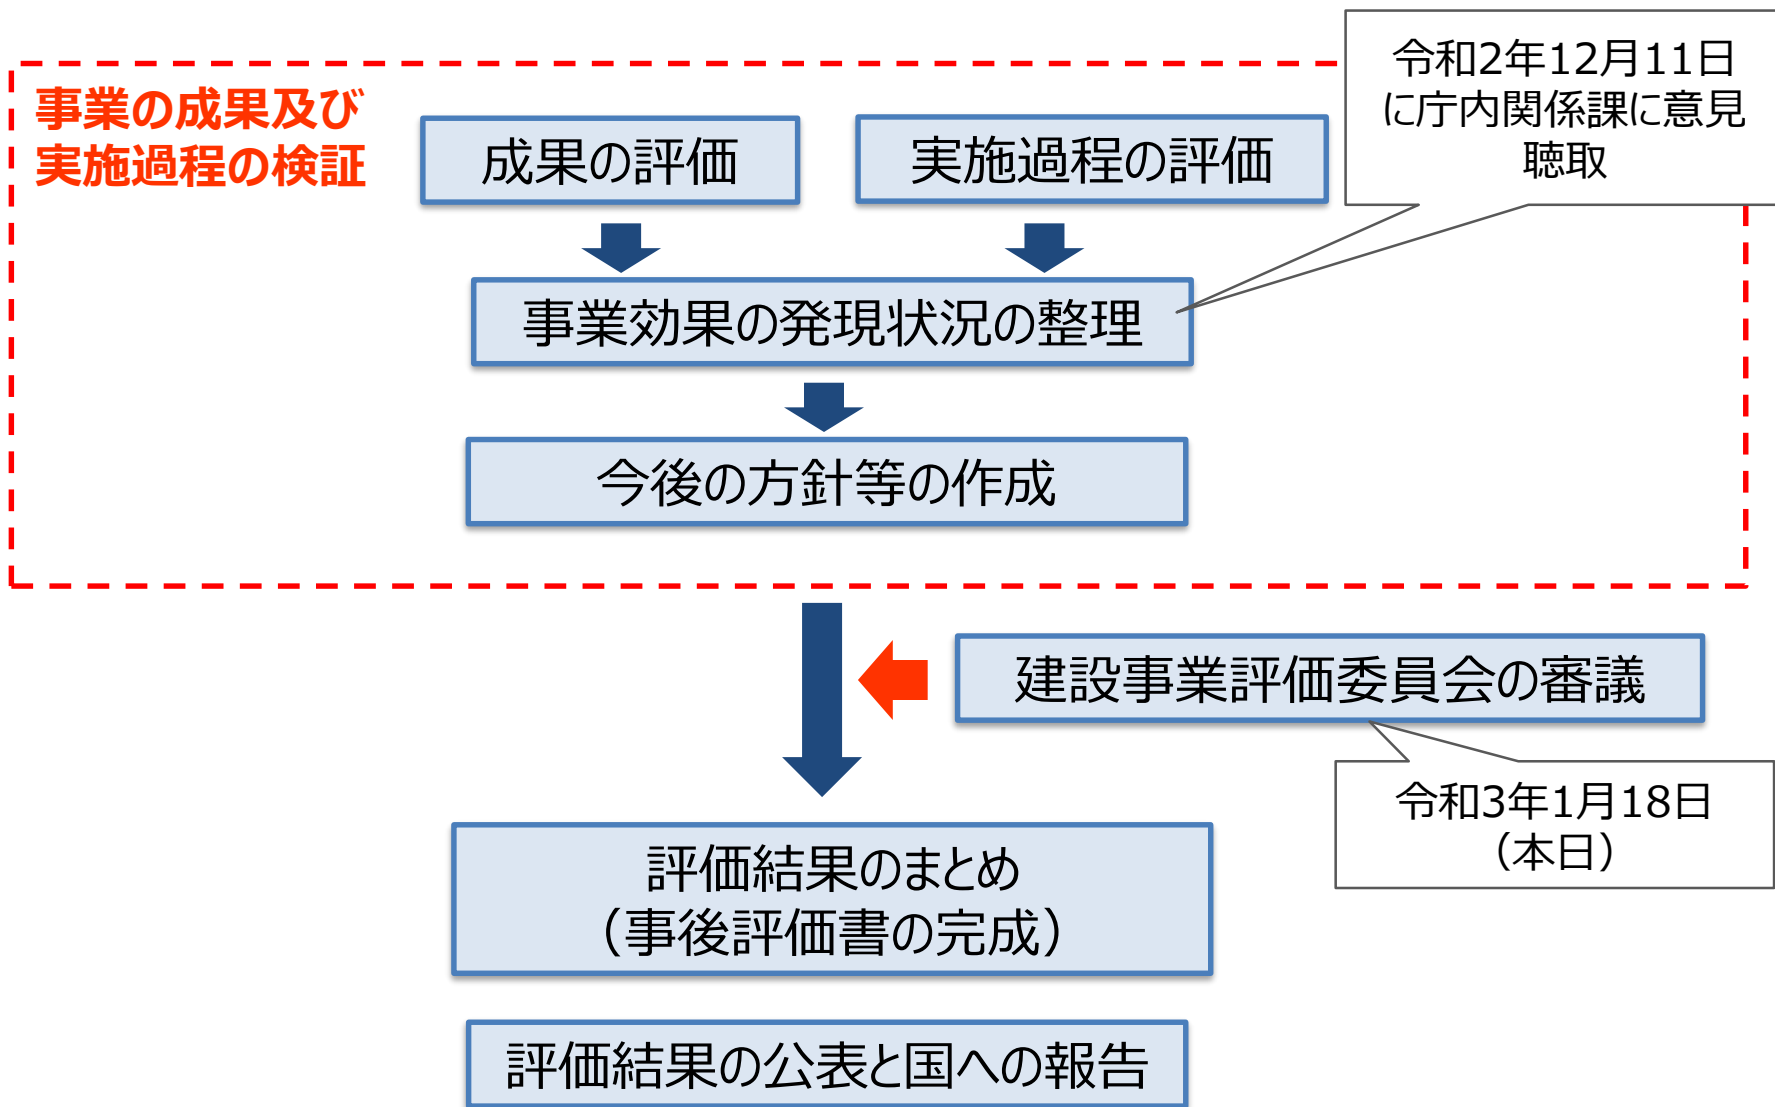 令和2年12月11日
に庁内関係課に意見
聴取
事業の成果及び
実施過程の検証
成果の評価
実施過程の評価
事業効果の発現状況の整理
今後の方針等の作成
建設事業評価委員会の審議
令和3年1月18日
（本日）
評価結果のまとめ
（事後評価書の完成）
評価結果の公表と国への報告